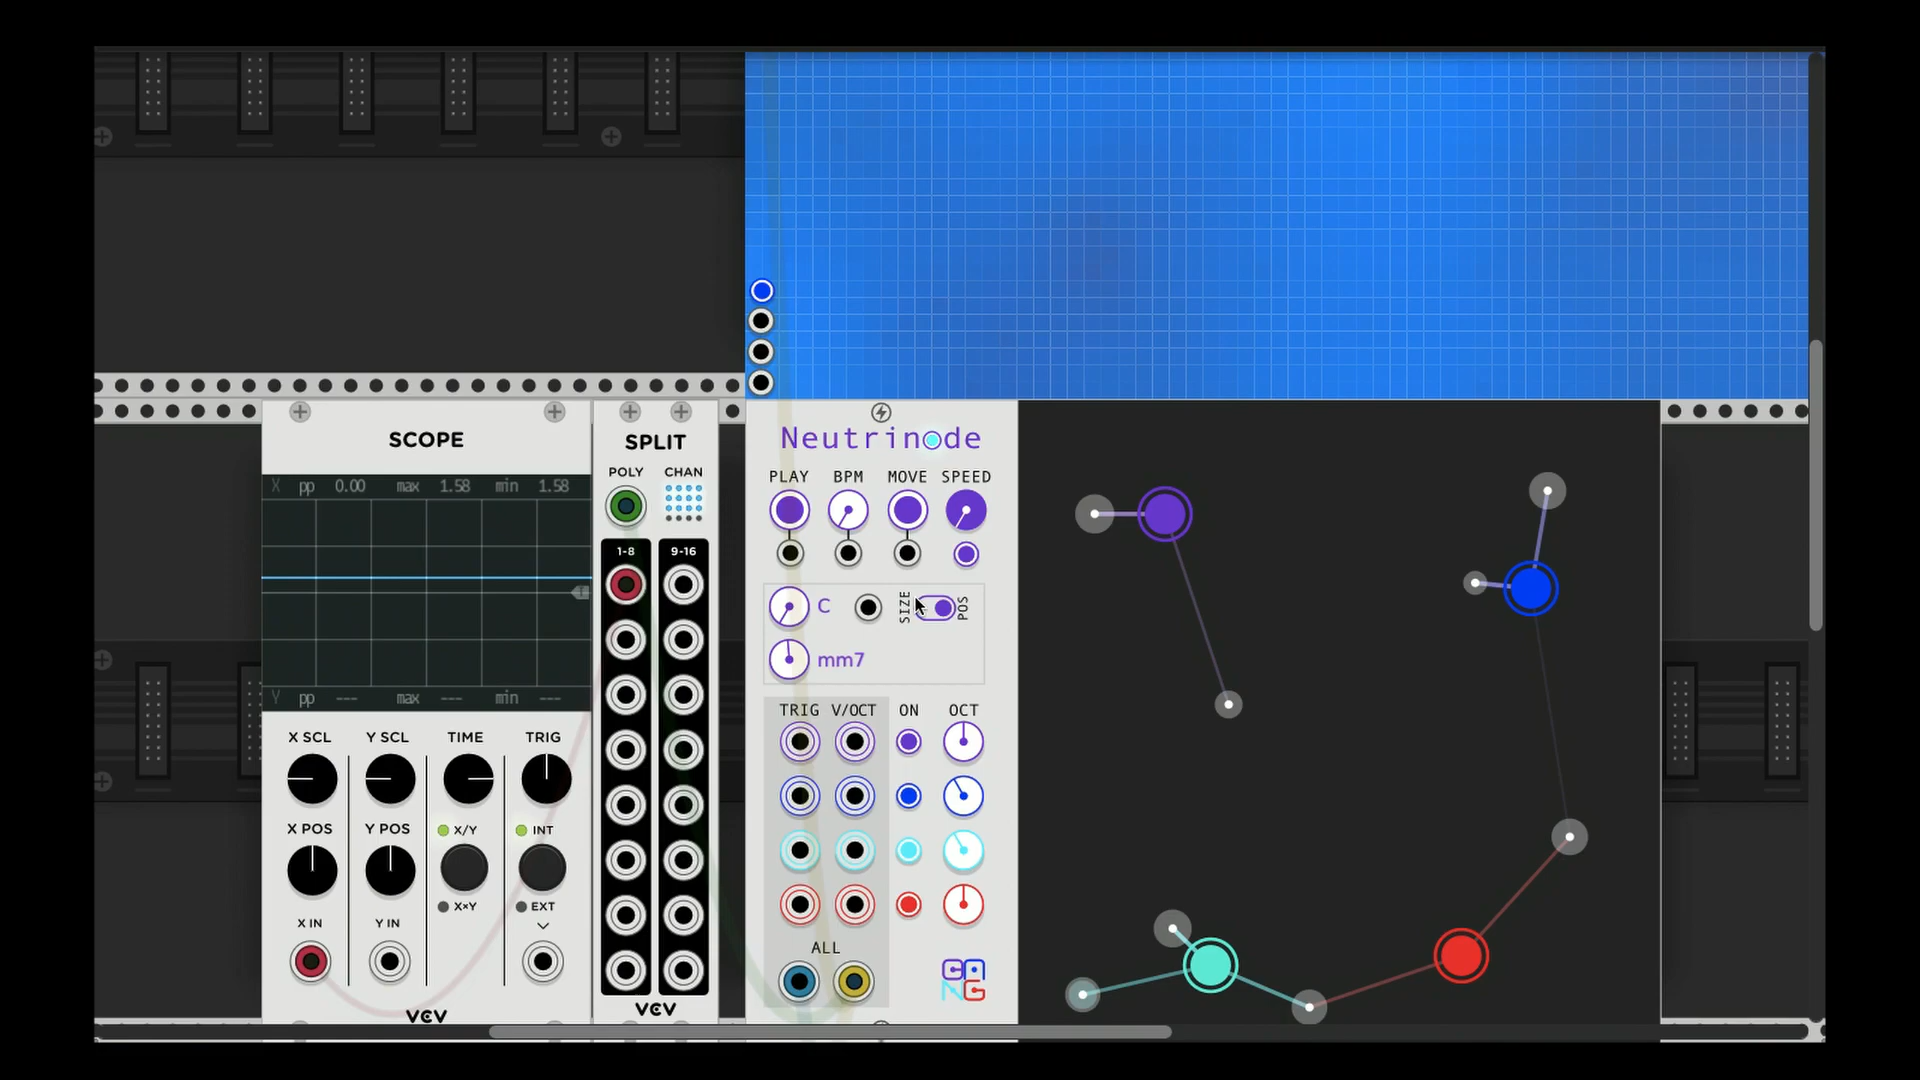 SCOPE
X pp 0.00 max 1.58 min 1.58
Y pp --- max --- min ---
X SCL Y SCL TIME TRIG
X POS Y POS X/Y INT
X×Y EXT
X IN Y IN
VCV
SPLIT
POLY CHAN
1-8 9-16
VCV
Neutrinode
PLAY BPM MOVE SPEED
C SIZE POS
mm7
TRIG V/OCT ON OCT
ALL
GANG